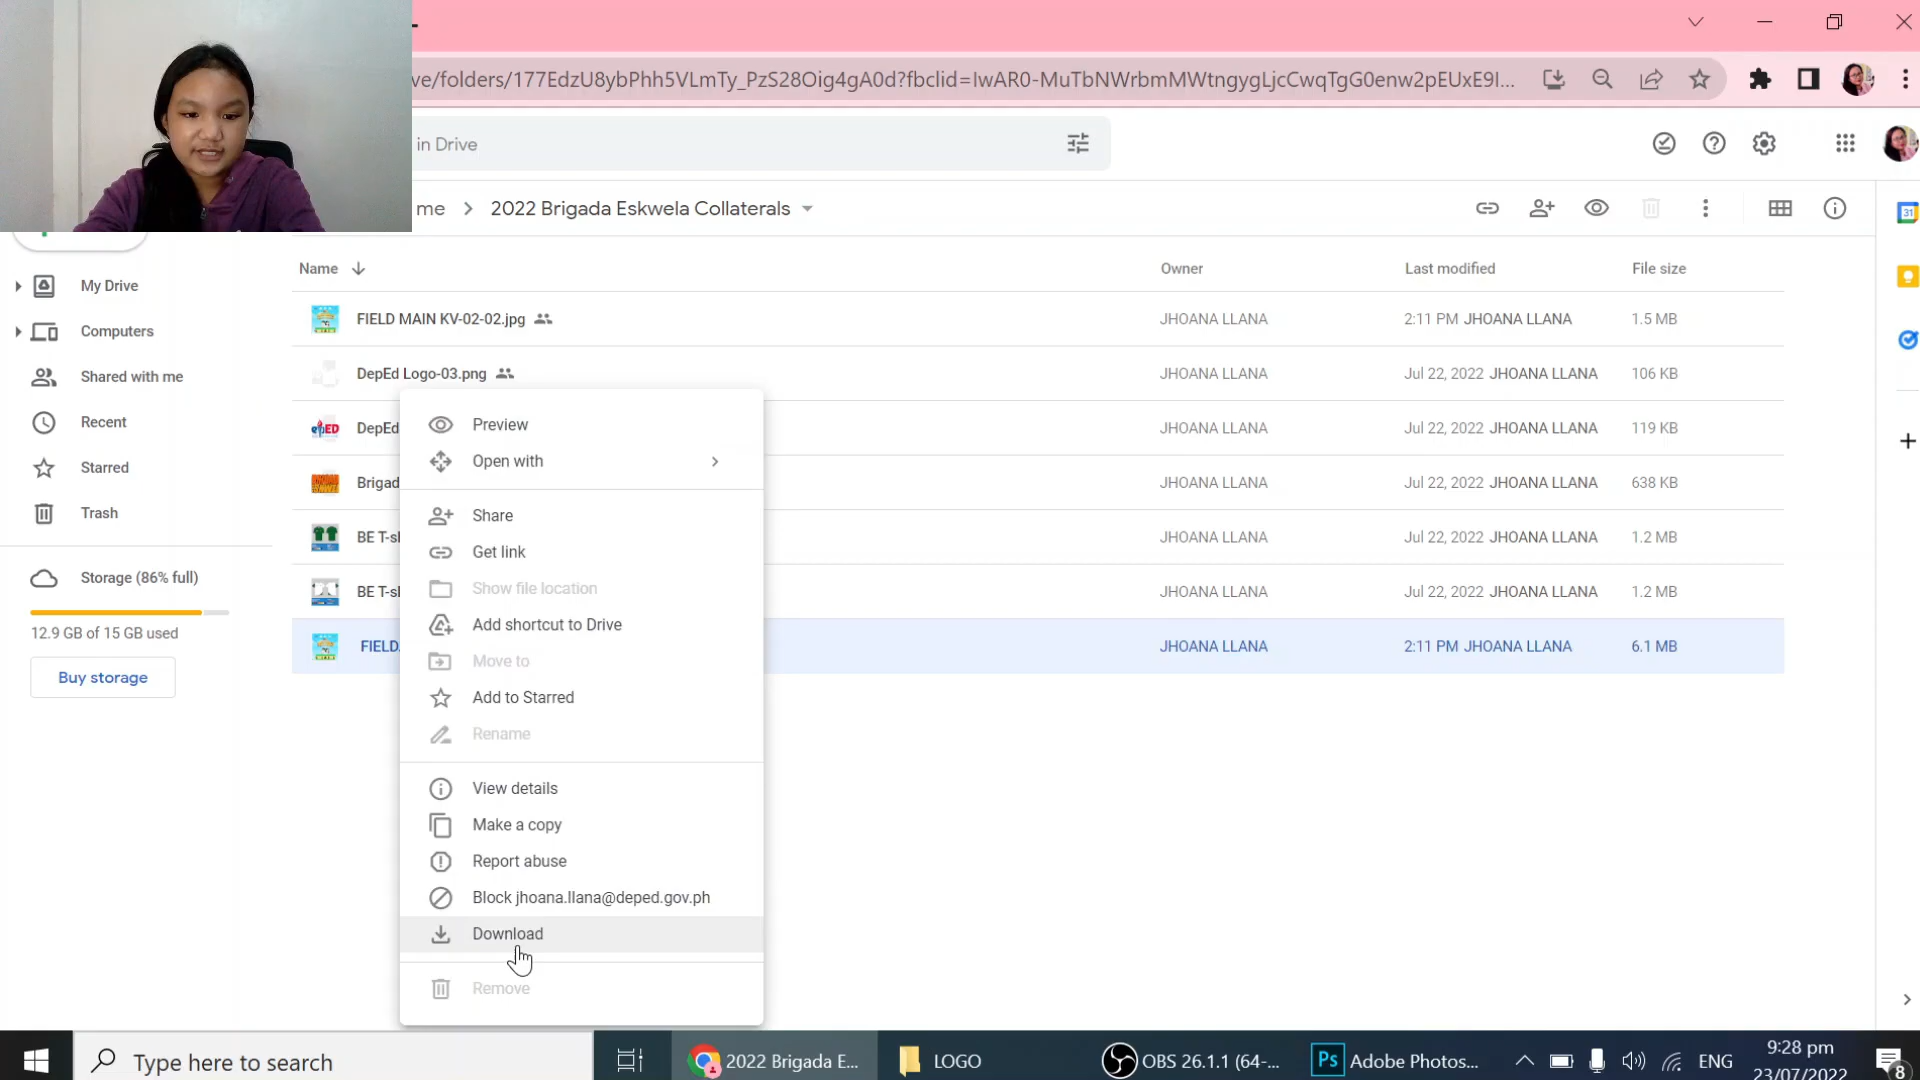 ve/folders/177EdzU8ybPhh5VLmTy_PzS28Oig4gA0d?fbclid=IwAR0-MuTbNWrbmMWtngygLjcCwqTgG0enw2pEUxE9I...
in Drive
me > 2022 Brigada Eskwela Collaterals
31
Name Owner Last modified File size
My Drive
Computers
Shared with me
Recent
Starred
Trash
Storage (86% full)
12.9 GB of 15 GB used
Buy storage
FIELD MAIN KV-02-02.jpg JHOANA LLANA 2:11 PM JHOANA LLANA 1.5 MB
DepEd Logo-03.png JHOANA LLANA Jul 22, 2022 JHOANA LLANA 106 KB
DepEd JHOANA LLANA Jul 22, 2022 JHOANA LLANA 119 KB
Brigad JHOANA LLANA Jul 22, 2022 JHOANA LLANA 638 KB
BE T-sl JHOANA LLANA Jul 22, 2022 JHOANA LLANA 1.2 MB
BE T-sl JHOANA LLANA Jul 22, 2022 JHOANA LLANA 1.2 MB
FIELD. JHOANA LLANA 2:11 PM JHOANA LLANA 6.1 MB
Preview
Open with
Share
Get link
Show file location
Add shortcut to Drive
Move to
Add to Starred
Rename
View details
Make a copy
Report abuse
Block jhoana.llana@deped.gov.ph
Download
Remove
Type here to search
2022 Brigada E...
LOGO
OBS 26.1.1 (64-...
Ps Adobe Photos...
ENG
9:28 pm
23/07/2022
8